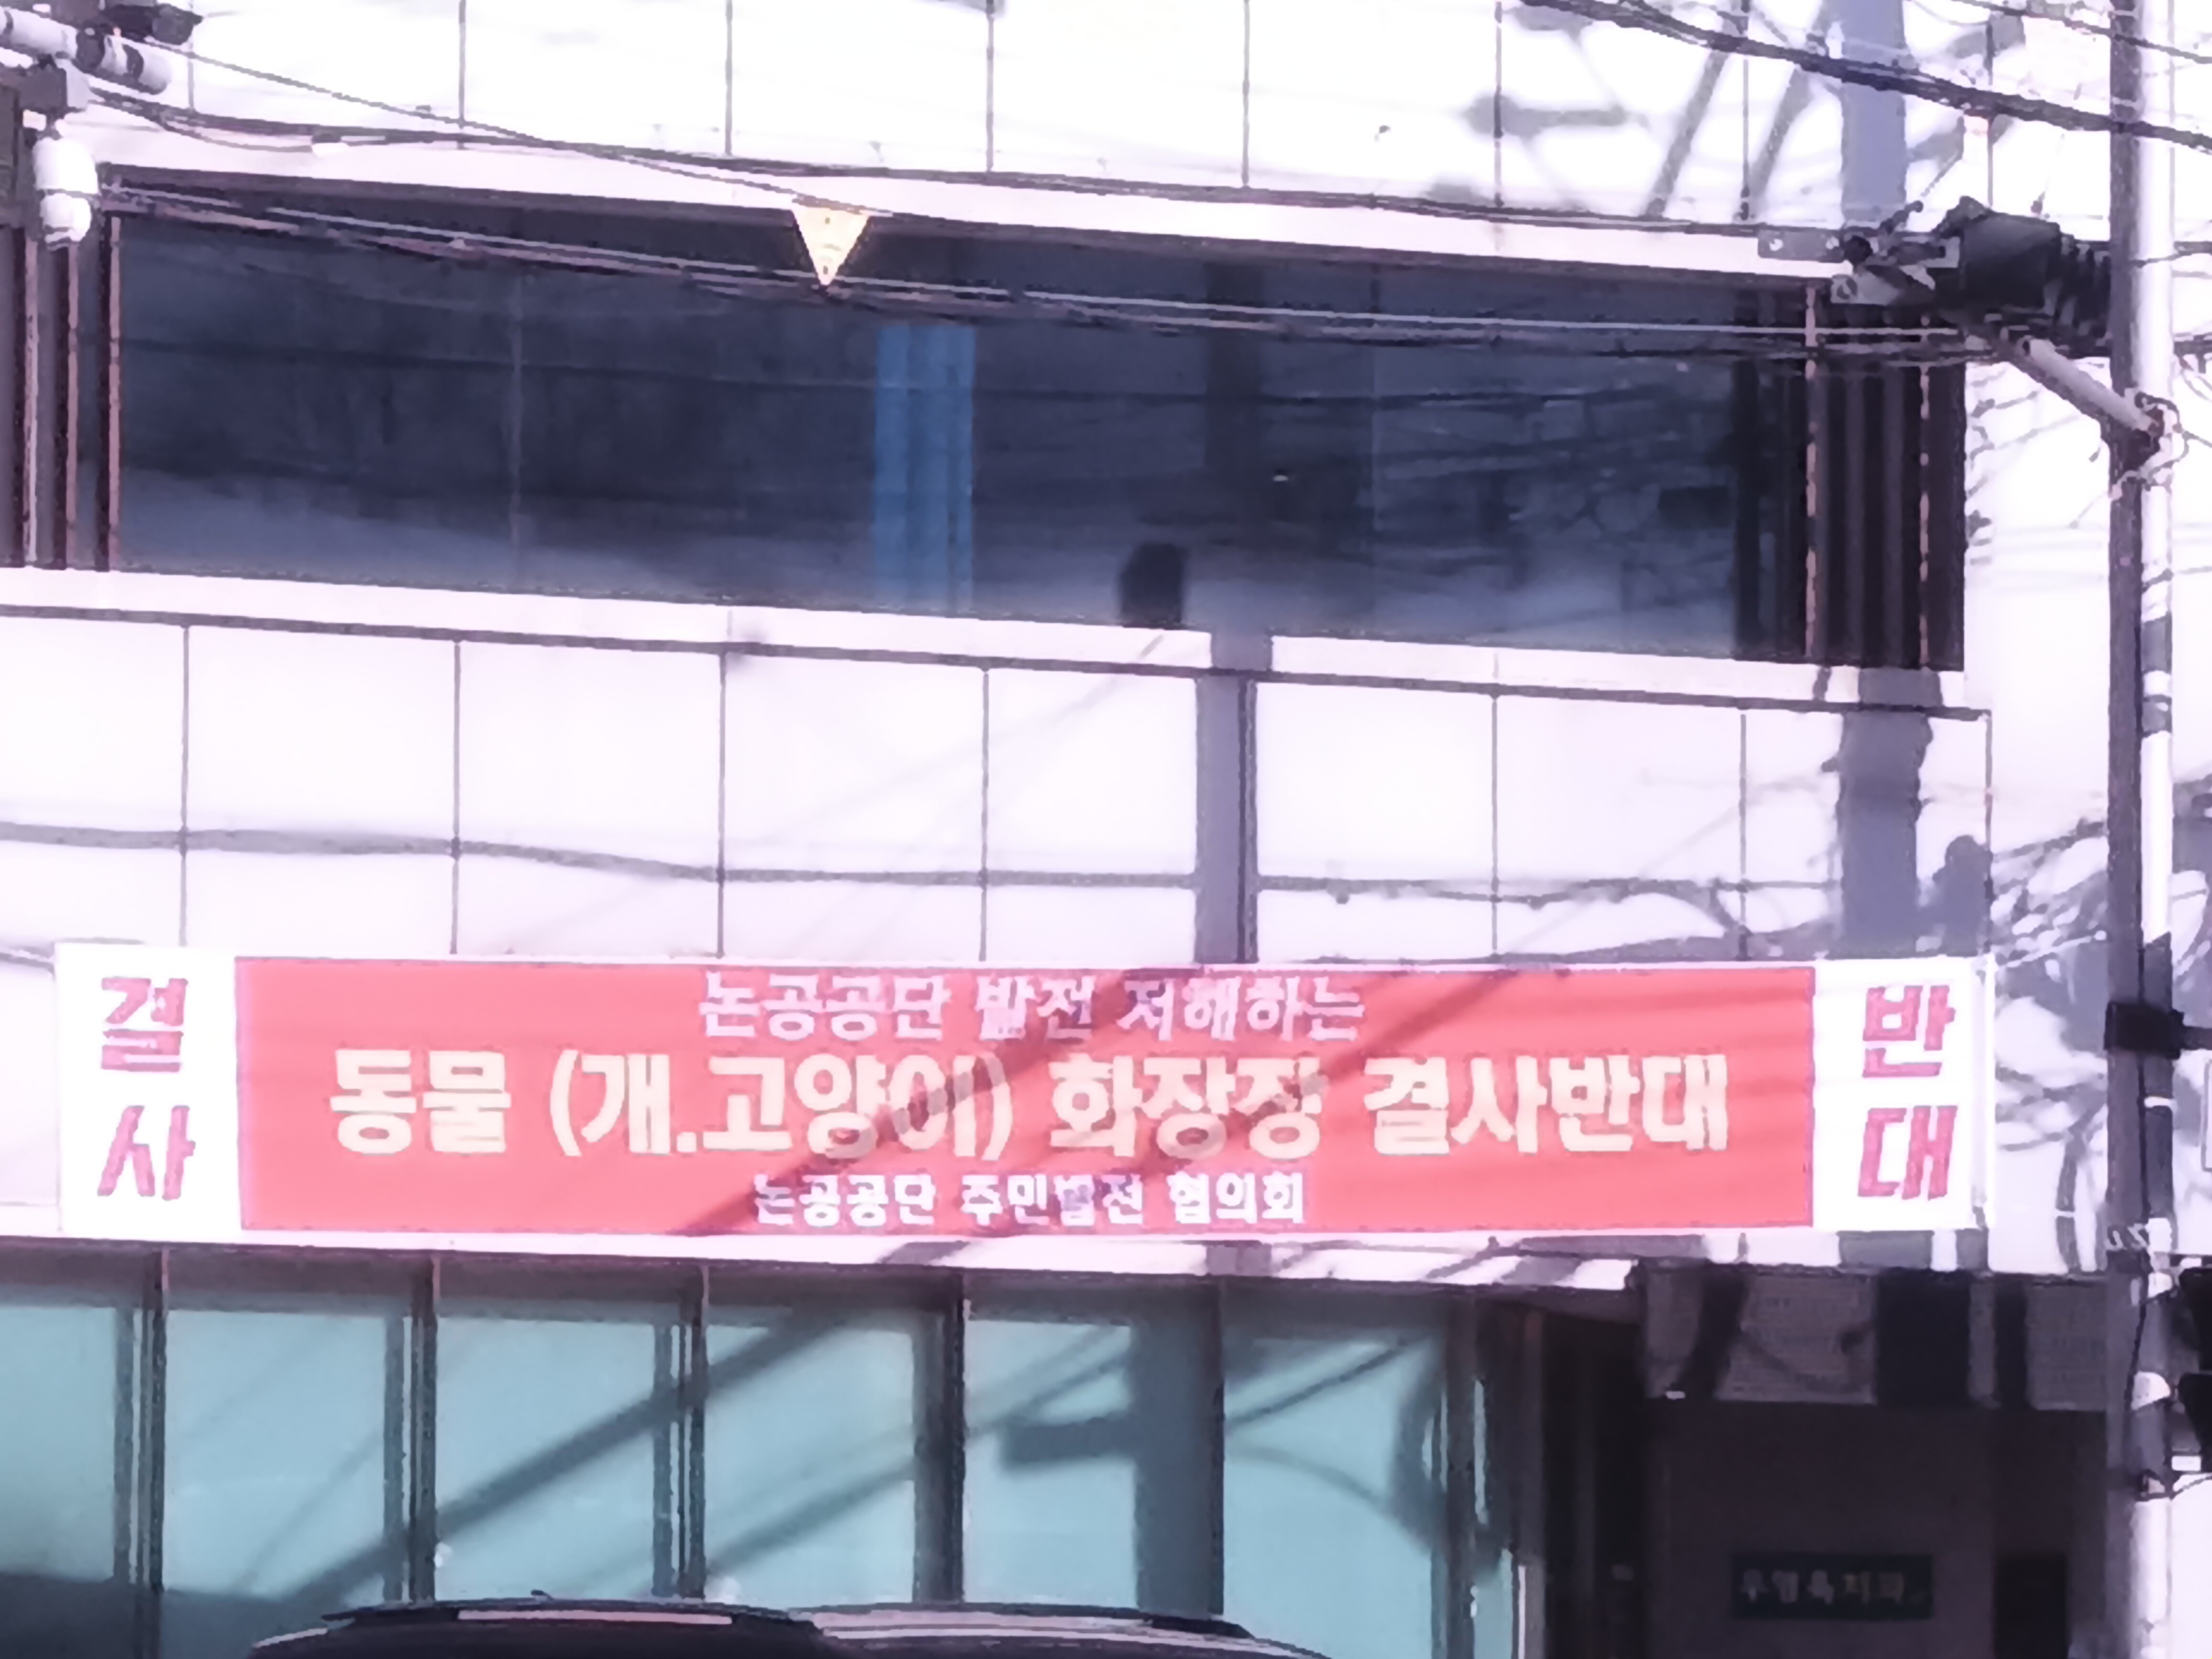 결사
논공공단 발전 저해하는
동물 (개.고양이) 화장장 결사반대
논공공단 주민발전 협의회
반대